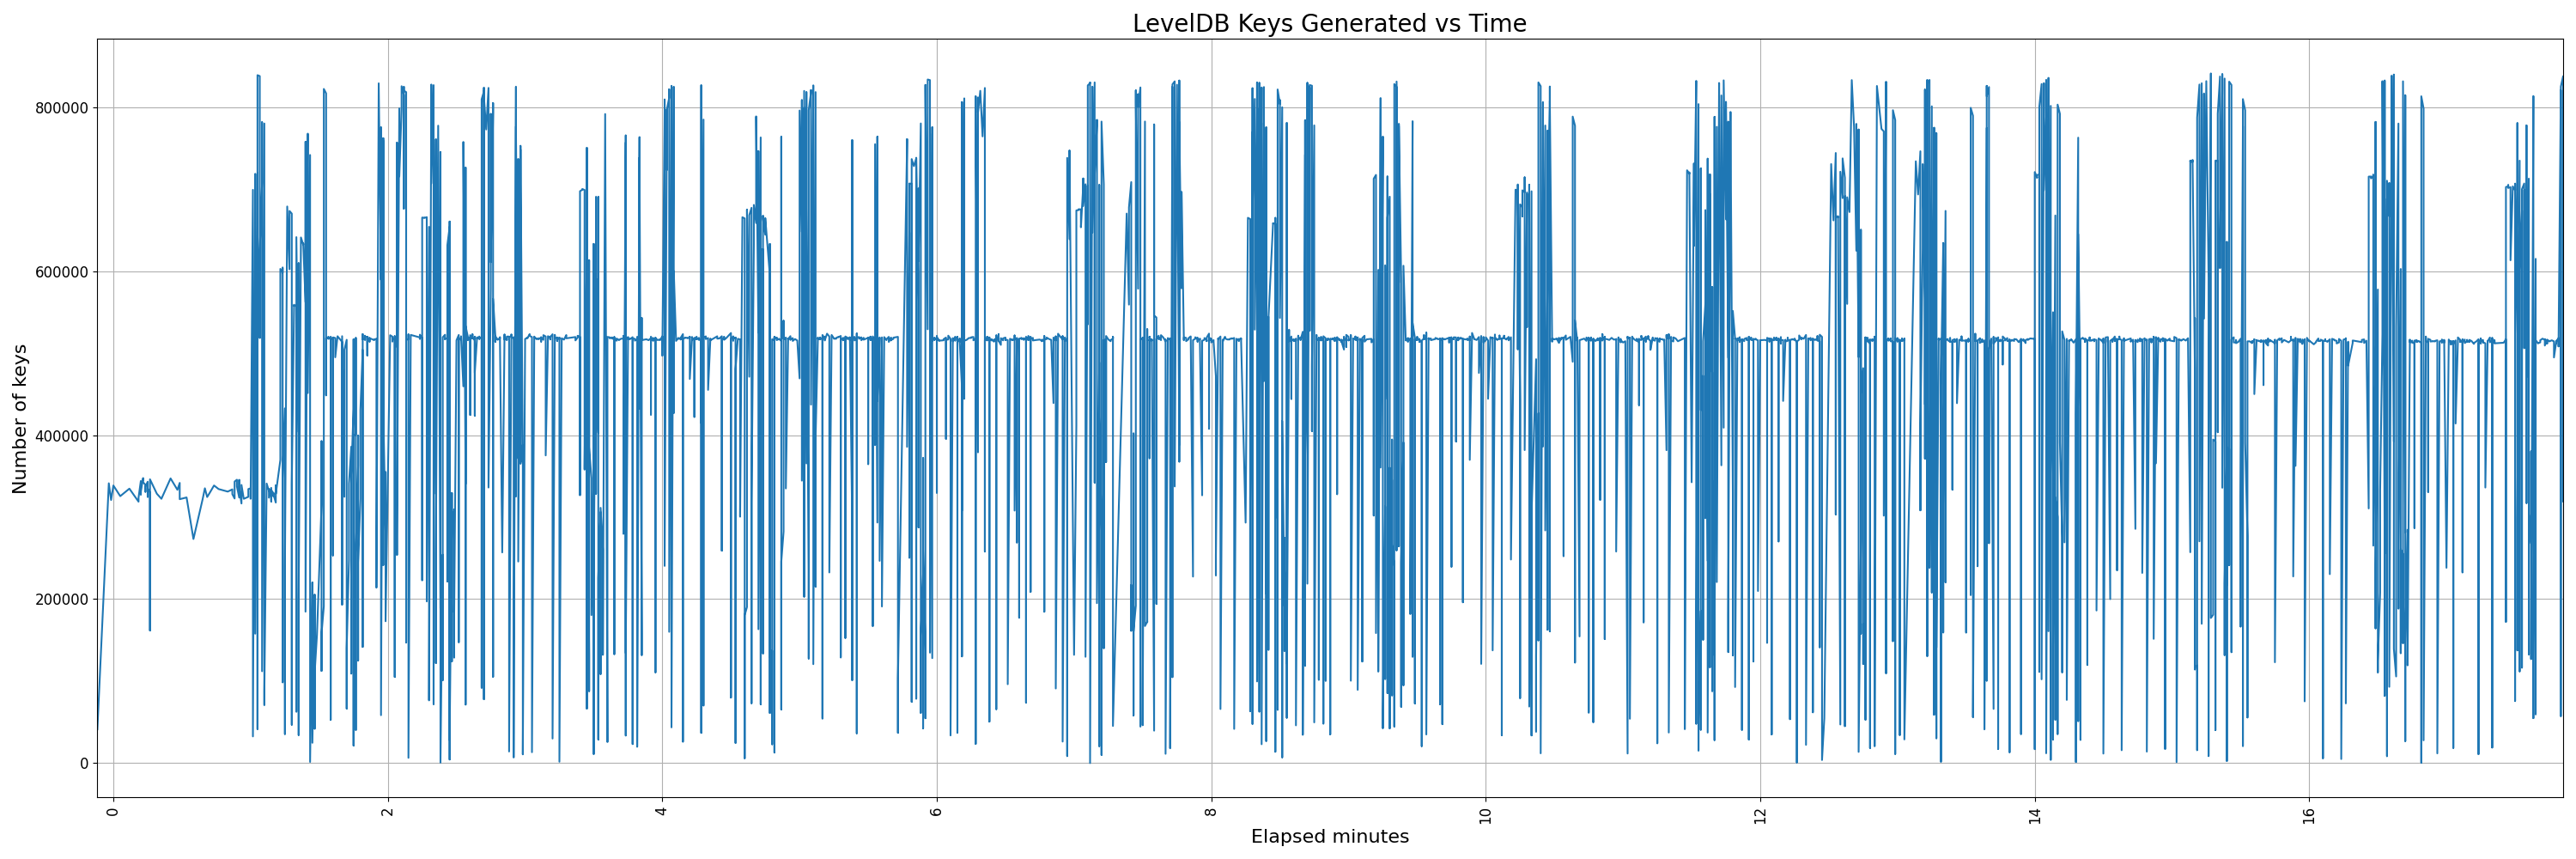 LevelDB Keys Generated vs Time
Number of keys
800000
600000
400000
200000
0
0 2 4 6 8 10 12 14 16
Elapsed minutes